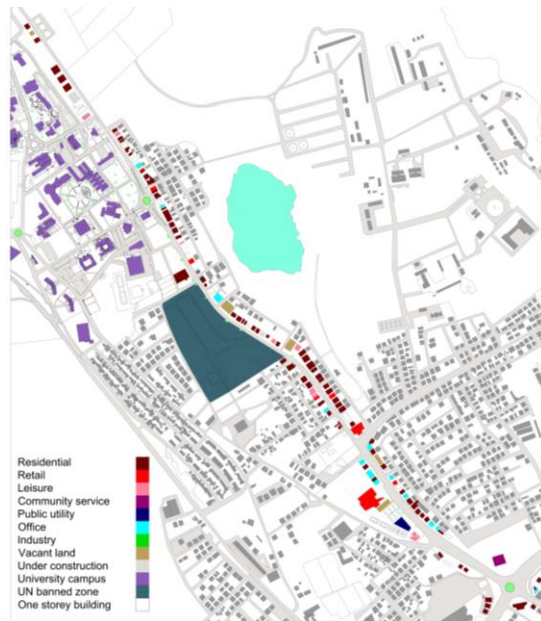 Residential
Retail
Leisure
Community service
Public utility
Office
Industry
Vacant land
Under construction
University campus
UN banned zone
One storey building